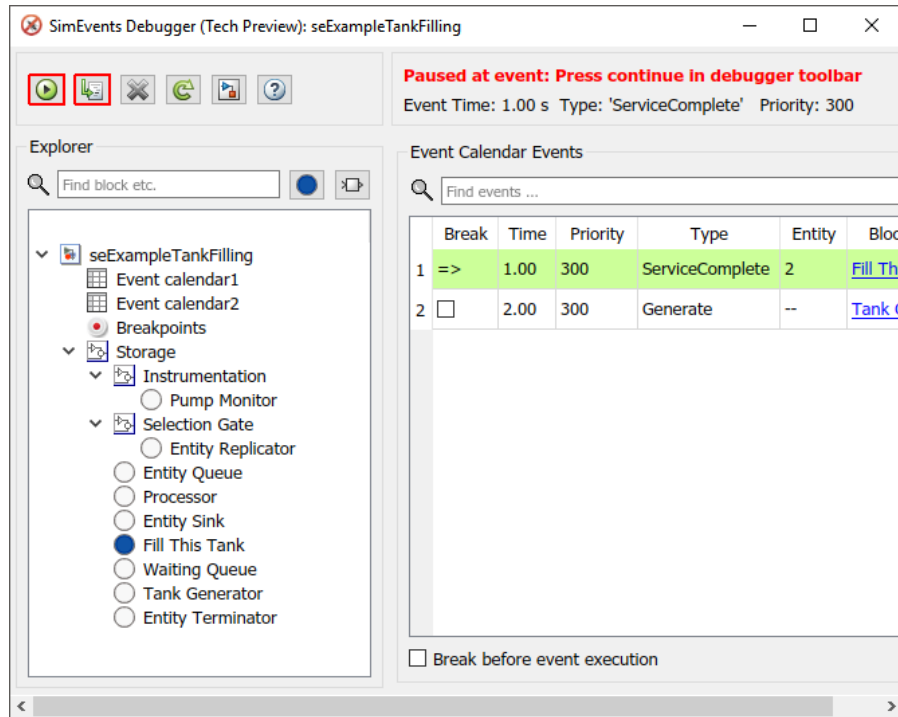 SimEvents Debugger (Tech Preview): seExampleTankFilling
Paused at event: Press continue in debugger toolbar
Event Time: 1.00 s Type: 'ServiceComplete' Priority: 300
Explorer
Find block etc.
seExampleTankFilling
Event calendar1
Event calendar2
Breakpoints
Storage
Instrumentation
Pump Monitor
Selection Gate
Entity Replicator
Entity Queue
Processor
Entity Sink
Fill This Tank
Waiting Queue
Tank Generator
Entity Terminator
Event Calendar Events
Find events ...
Break Time Priority Type Entity Bloc
1 => 1.00 300 ServiceComplete 2 Fill Th
2 2.00 300 Generate -- Tank
Break before event execution